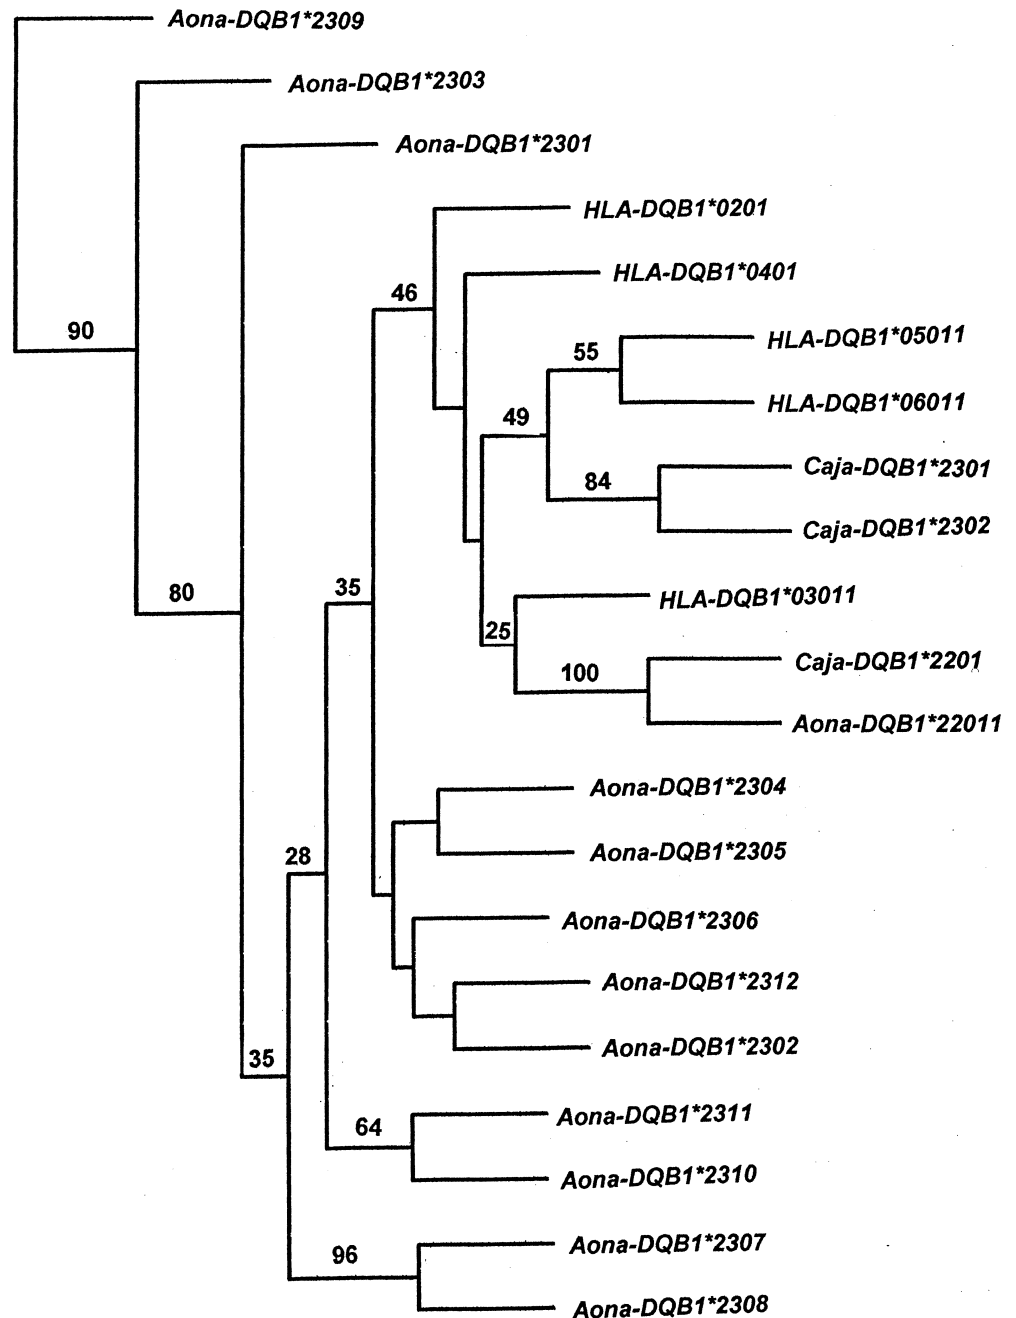 Aona-DQB1*2309
Aona-DQB1*2303
Aona-DQB1*2301
HLA-DQB1*0201
HLA-DQB1*0401
46
90
HLA-DQB1*05011
55
HLA-DQB1*06011
49
Caja-DQB1*2301
84
Caja-DQB1*2302
80
35
HLA-DQB1*03011
25
Caja-DQB1*2201
100
Aona-DQB1*22011
Aona-DQB1*2304
Aona-DQB1*2305
28
Aona-DQB1*2306
Aona-DQB1*2312
Aona-DQB1*2302
35
Aona-DQB1*2311
64
Aona-DQB1*2310
Aona-DQB1*2307
96
Aona-DQB1*2308